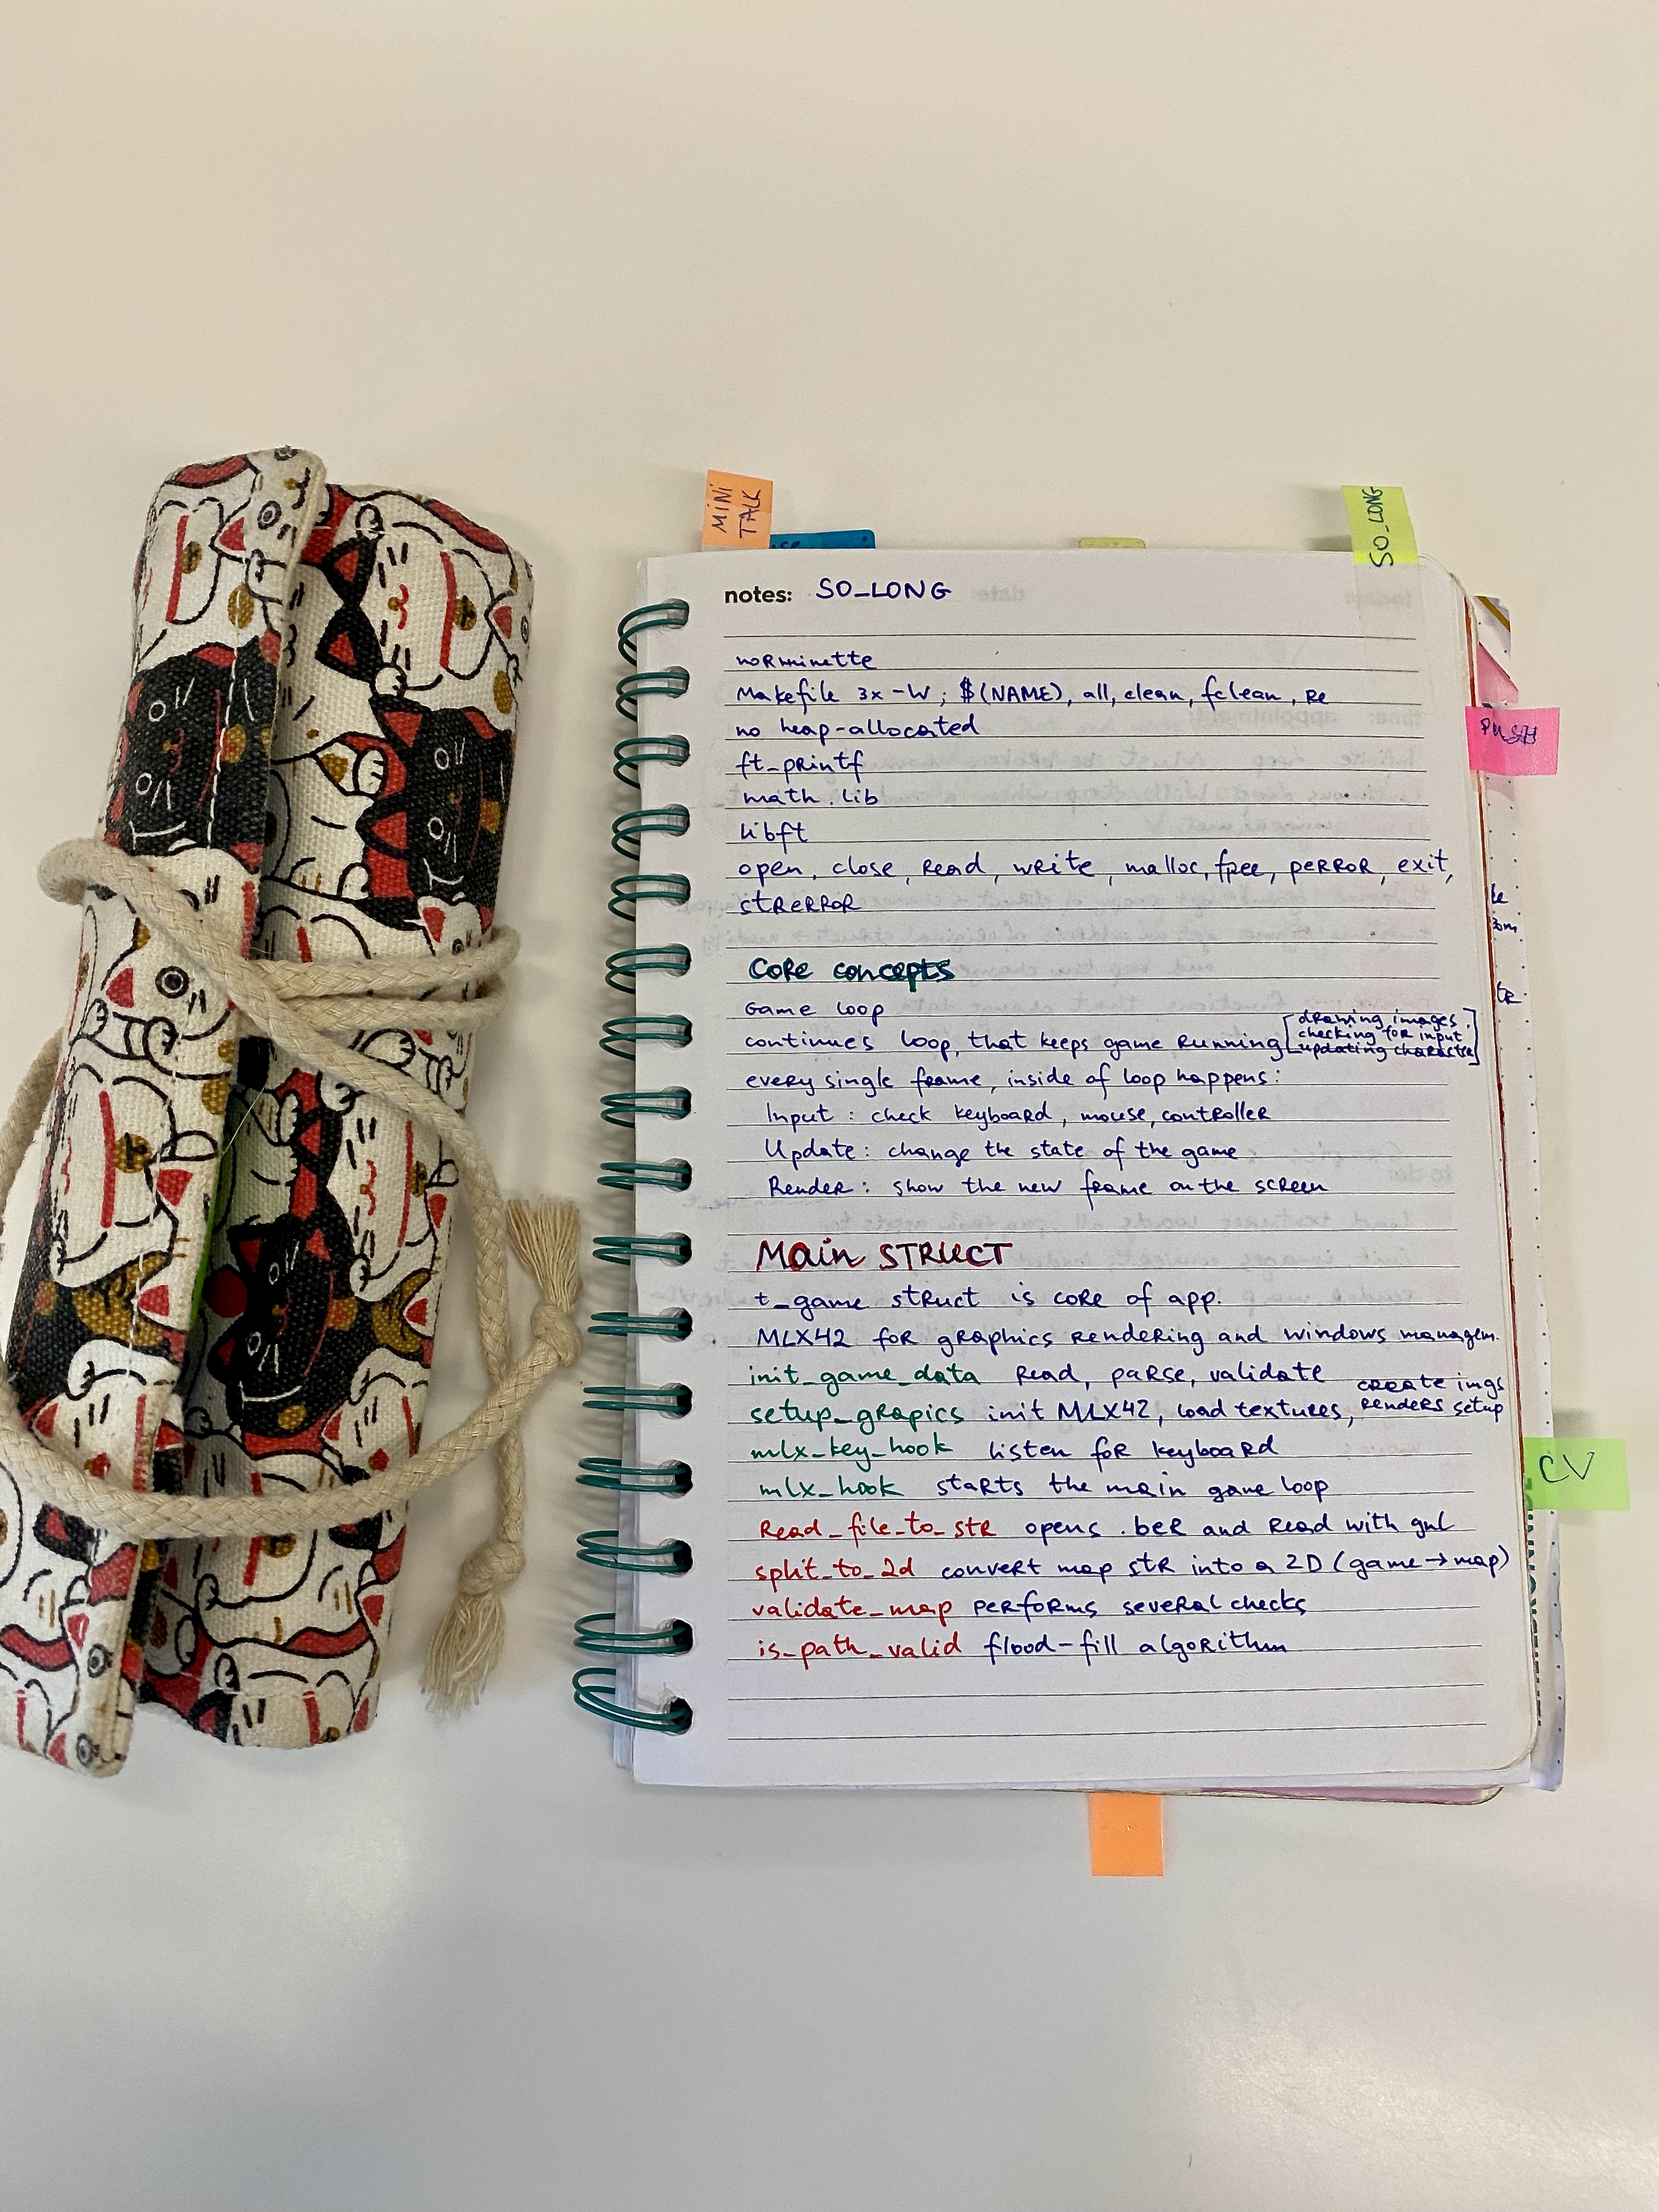 MINI
TALK
SO_LONG
notes: SO_LONG
norminette
Makefile 3x -W ; $(NAME), all, clean, fclean, re
no heap-allocated
ft_printf
math.lib
libft
open, close, read, write, malloc, free, perror, exit,
strerror
Core concepts
Game loop
continues loop, that keeps game running [drawing images,
checking for input
updating character]
every single frame, inside of loop happens:
Input : check keyboard, mouse, controller
Update : change the state of the game
Render : show the new frame on the screen
Main STRUCT
t_game struct is core of app.
MLX42 for graphics rendering and windows managem.
init_game_data read, parse, validate
setup_grapics init MLX42, load textures, create imgs
renders setup
mlx_key_hook listen for keyboard
mlx_hook starts the main game loop
Read_file_to_str opens .ber and read with gnl
split_to_2d convert map str into a 2D (game→map)
validate_map performs several checks
is_path_valid flood-fill algorithm
PUSH
CV